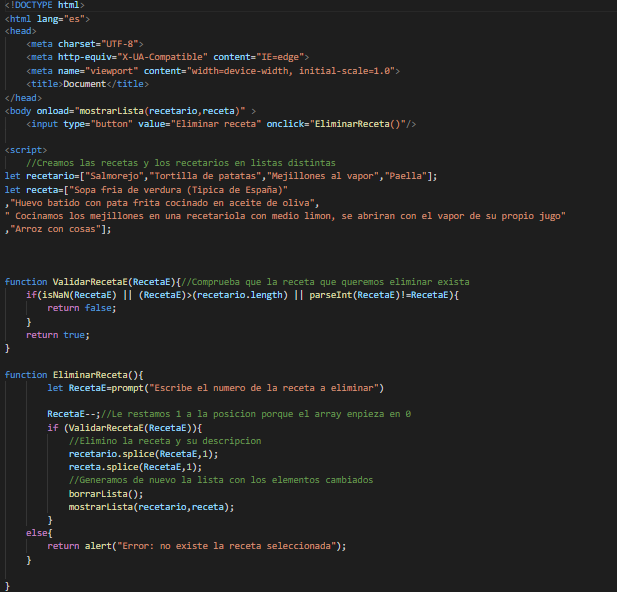 <!DOCTYPE html>
<html lang="es">
<head>
    <meta charset="UTF-8">
    <meta http-equiv="X-UA-Compatible" content="IE=edge">
    <meta name="viewport" content="width=device-width, initial-scale=1.0">
    <title>Document</title>
</head>
<body onload="mostrarLista(recetario,receta)" >
    <input type="button" value="Eliminar receta" onclick="EliminarReceta()"/>
<script>
    //Creamos las recetas y los recetarios en listas distintas
let recetario=["Salmorejo","Tortilla de patatas","Mejillones al vapor","Paella"];
let receta=["Sopa fria de verdura (Tipica de España)"
,"Huevo batido con pata frita cocinado en aceite de oliva",
" Cocinamos los mejillones en una recetariola con medio limon, se abriran con el vapor de su propio jugo"
,"Arroz con cosas"];
function ValidarRecetaE(RecetaE){//Comprueba que la receta que queremos eliminar exista
    if(isNaN(RecetaE) || (RecetaE)>(recetario.length) || parseInt(RecetaE)!=RecetaE){
        return false;
    }
    return true;
}
function EliminarReceta(){
        let RecetaE=prompt("Escribe el numero de la receta a eliminar")
        RecetaE--;//Le restamos 1 a la posicion porque el array enpieza en 0
        if (ValidarRecetaE(RecetaE)){
            //Elimino la receta y su descripcion
            recetario.splice(RecetaE,1);
            receta.splice(RecetaE,1);
            //Generamos de nuevo la lista con los elementos cambiados
            borrarLista();
            mostrarLista(recetario,receta);
        }
    else{
        return alert("Error: no existe la receta seleccionada");
    }
}